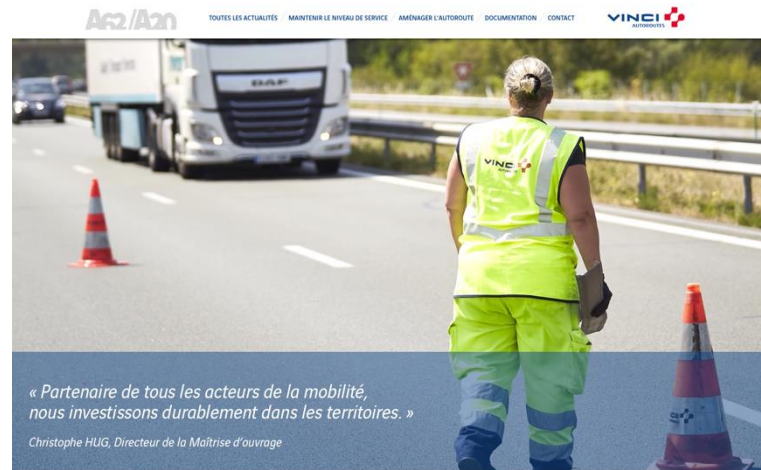 A62/A20
TOUTES LES ACTUALITÉS / MAINTENIR LE NIVEAU DE SERVICE / AMÉNAGER L'AUTOROUTE DOCUMENTATION / CONTACT
VINCI
AUTOROUTES
DAF
VINCI
AUTOROUTES
« Partenaire de tous les acteurs de la mobilité,
nous investissons durablement dans les territoires. »
Christophe HUG, Directeur de la Maîtrise d'ouvrage